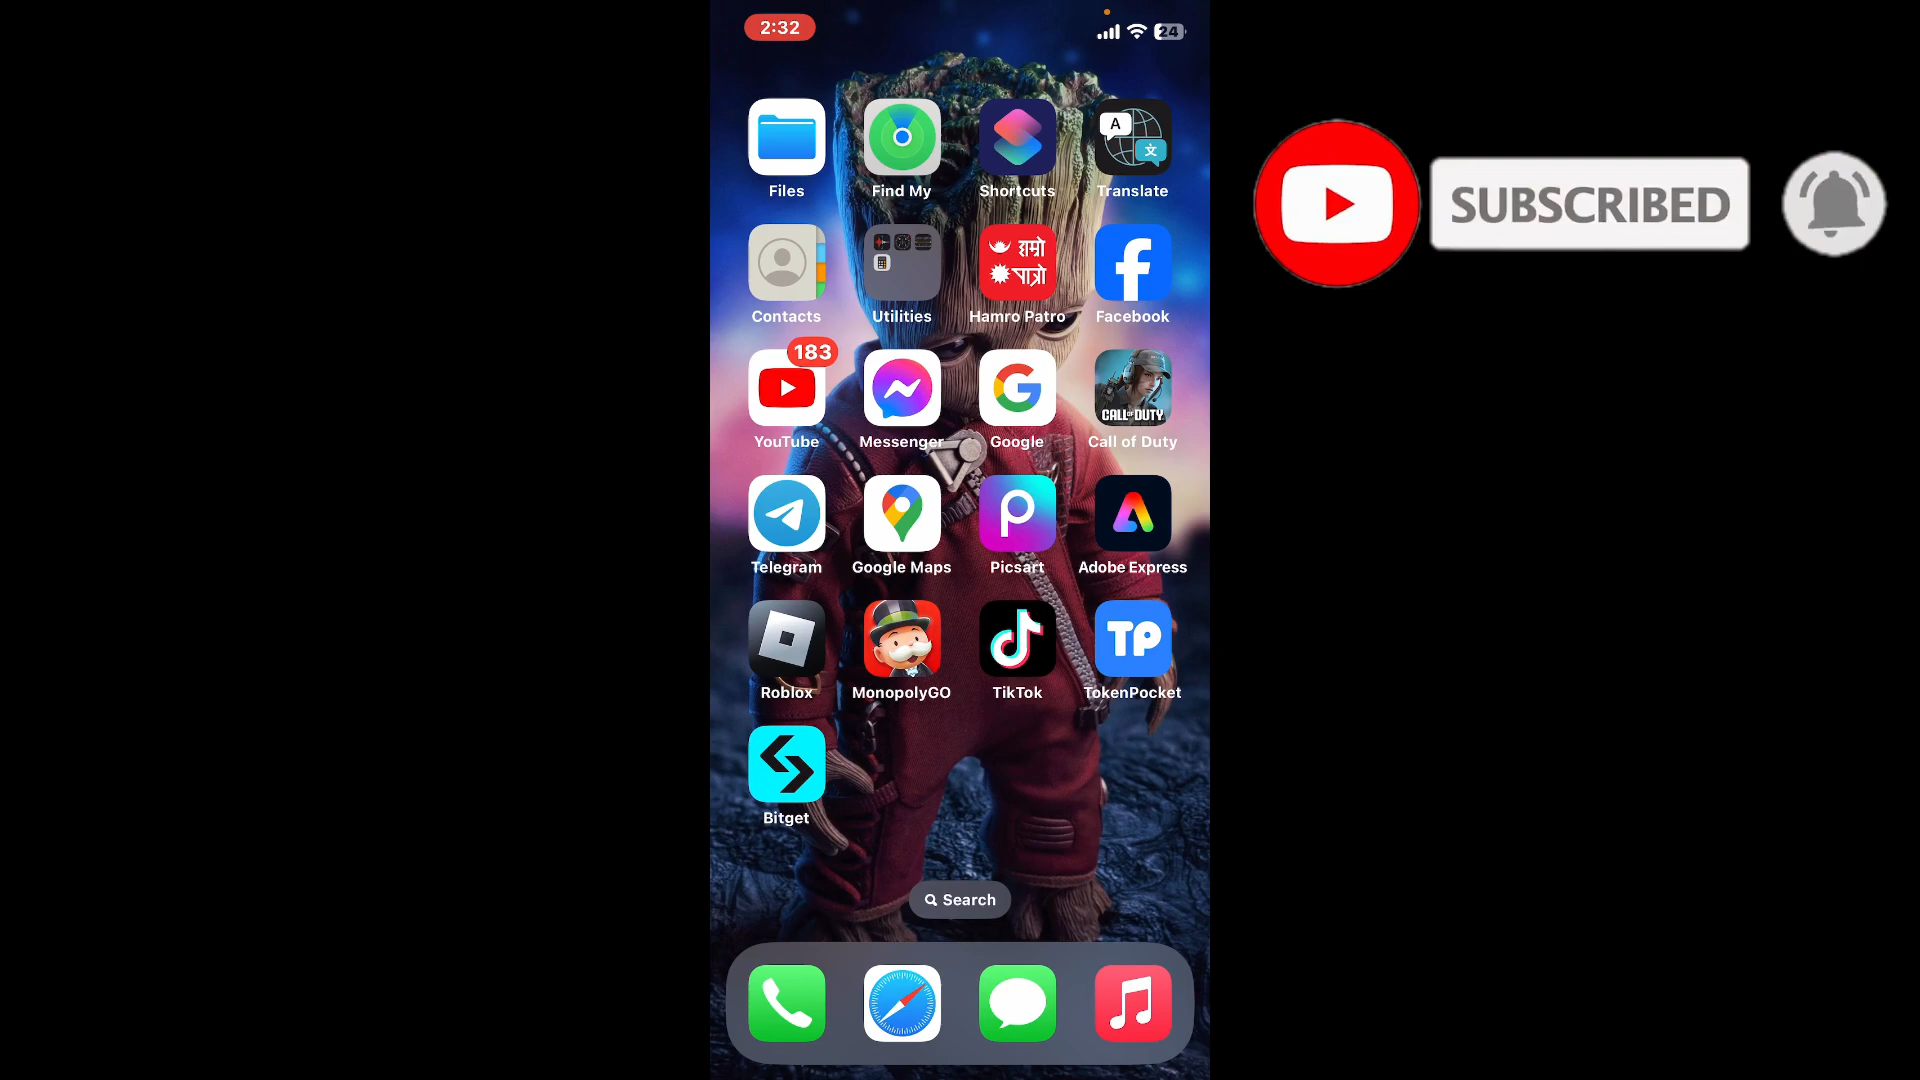 2:32
24
SUBSCRIBED
A
文
Files
Find My
Shortcuts
Translate
हाम्रो
पात्रो
Contacts
Utilities
Hamro Patro
Facebook
183
CALL OF DUTY
YouTube
Messenger
Google
Call of Duty
Telegram
Google Maps
Picsart
Adobe Express
TP
Roblox
MonopolyGO
TikTok
TokenPocket
Bitget
Search